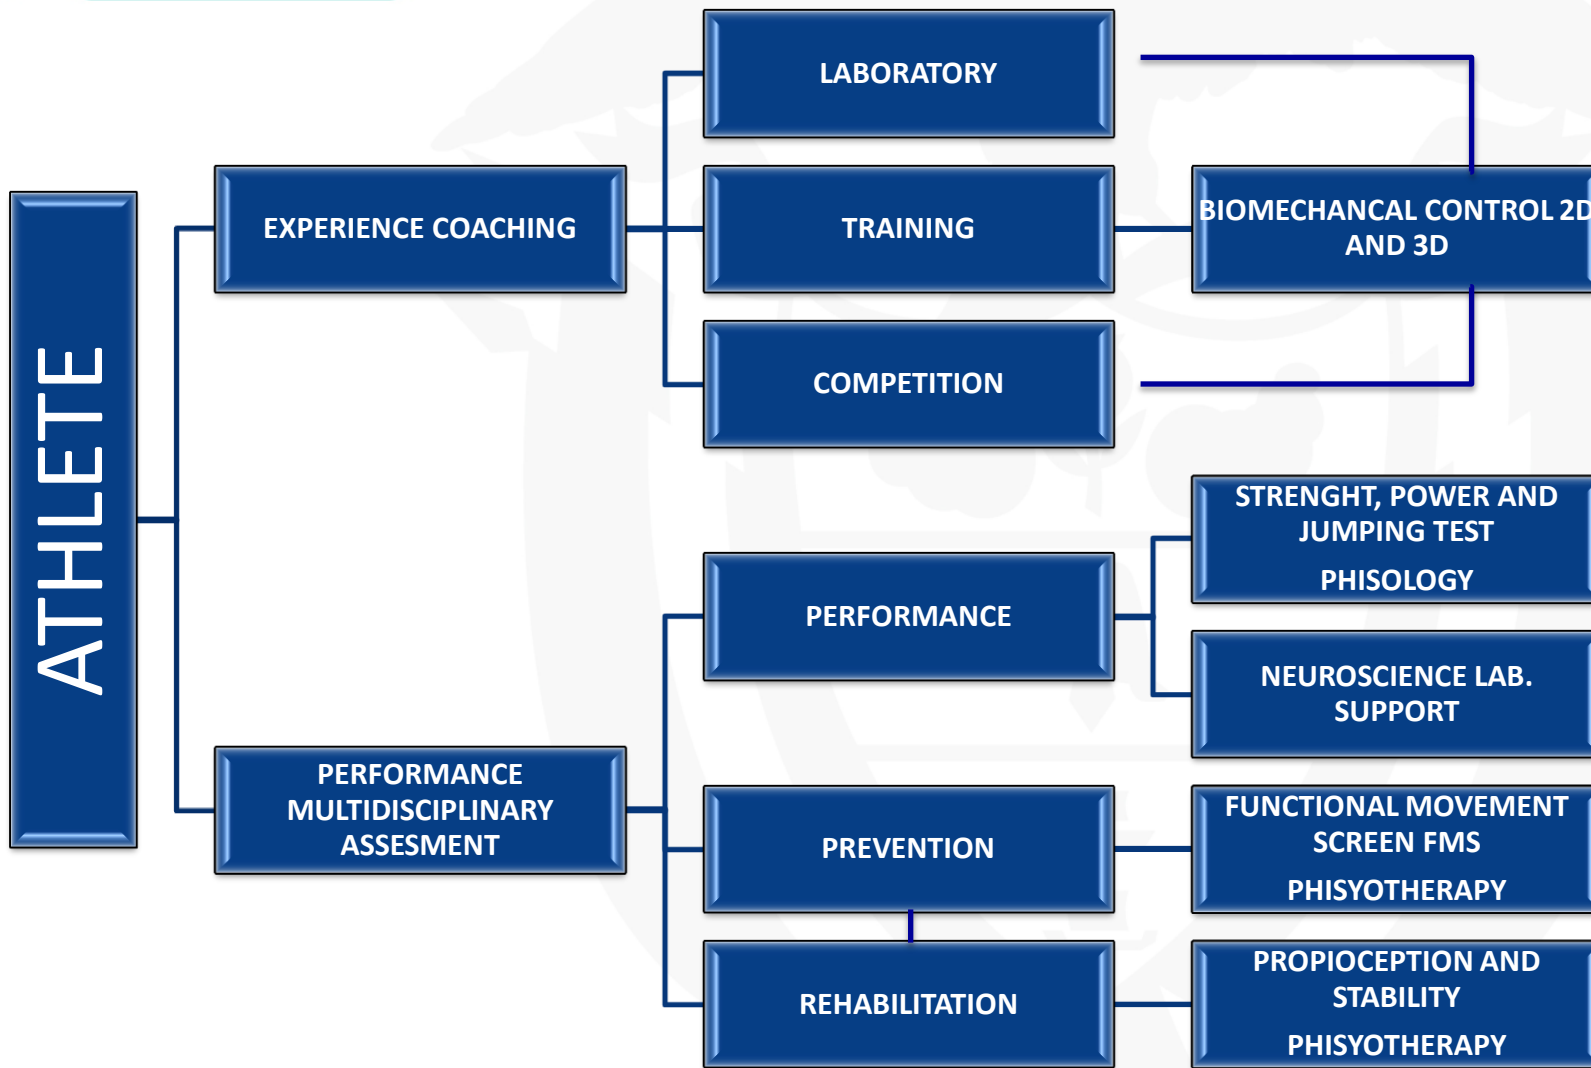 ATHLETE
EXPERIENCE COACHING
LABORATORY
TRAINING
COMPETITION
BIOMECHANCAL CONTROL 2D
AND 3D
PERFORMANCE
MULTIDISCIPLINARY
ASSESMENT
PERFORMANCE
STRENGHT, POWER AND
JUMPING TEST
PHISOLOGY
NEUROSCIENCE LAB.
SUPPORT
PREVENTION
FUNCTIONAL MOVEMENT
SCREEN FMS
PHISYOTHERAPY
REHABILITATION
PROPIOCEPTION AND
STABILITY
PHISYOTHERAPY